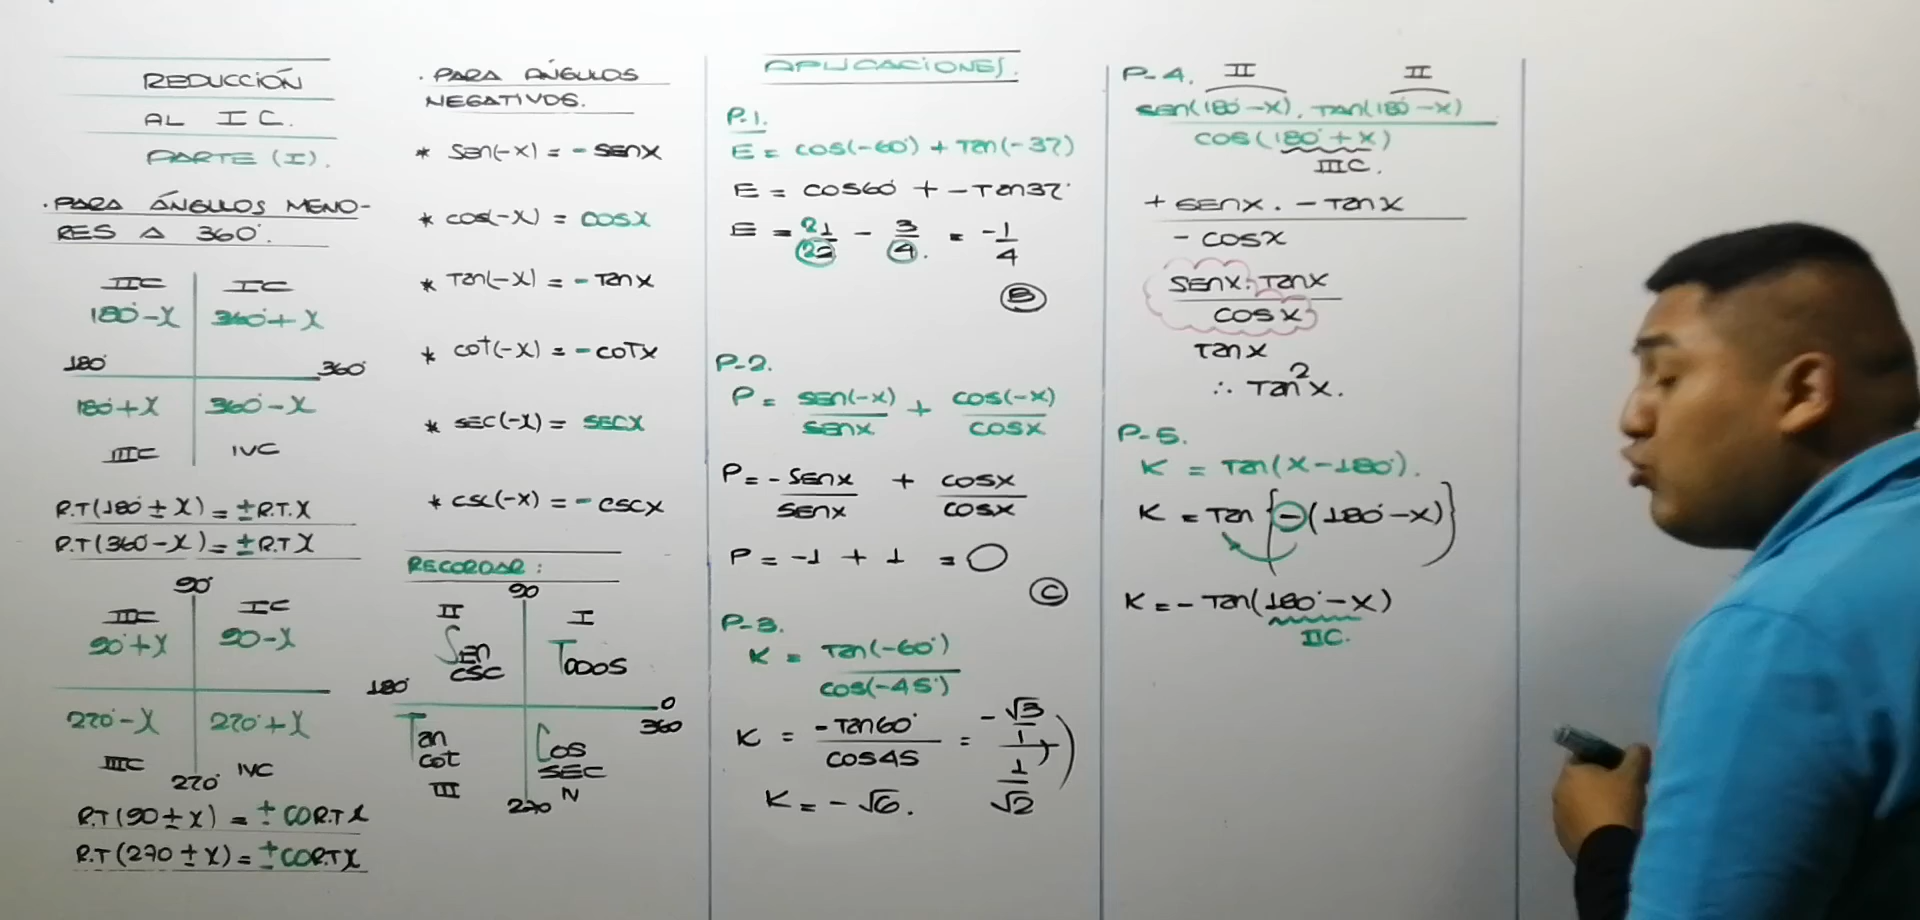 REDUCCIÓN
AL IC.
PARTE (I).
. PARA ÁNGULOS MENO-
RES A 360°.
IIC IC
180°-X 360°+X
180° 360°
180°+X 360°-X
IIIC IVC
R.T(180° ± X) = ±R.T.X
R.T(360-X) = ±R.TX
90°
IIC IC
90°+X 90-X
270°-X 270°+X
IIIC IVC
270°
R.T(90±X) = ±CO R.TX
R.T(270±X) = ±CO R.TX
. PARA ÁNGULOS
NEGATIVOS.
* Sen(-X) = -SENX
* cos(-X) = COSX
* Tan(-X) = -TanX
* cot(-X) = -COTX
* SEC(-X) = SECX
* csc(-X) = -CSCX
RECORDAR:
90
II I
Sen
csc
Todos
180° 0
360
Tan
cot
Cos
SEC
III IV
270
APLICACIONES.
P-1.
E = COS(-60°) + Tan(-37)
E = COS60° + -Tan37°
E = 21/22 - 3/4. = -1/4
B
P-2.
P = sen(-x)/senx + cos(-x)/cosx
P = -senx/senx + cosx/cosx
P = -1 + 1 = 0
C
P-3.
K = Tan(-60°)/cos(-45°)
K = -Tan60°/cos45 = -√3/1 / 1/√2
K = -√6.
P-4.
II II
sen(180°-x). Tan(180°-x)
cos(180°+x)
IIIC.
+senx. -Tanx
-cosx
senx.Tanx
cosx
Tanx
∴ Tan²x.
P-5.
K = Tan(x-180°).
K = Tan{-(180°-x)}
K = -Tan(180°-x)
IIC.